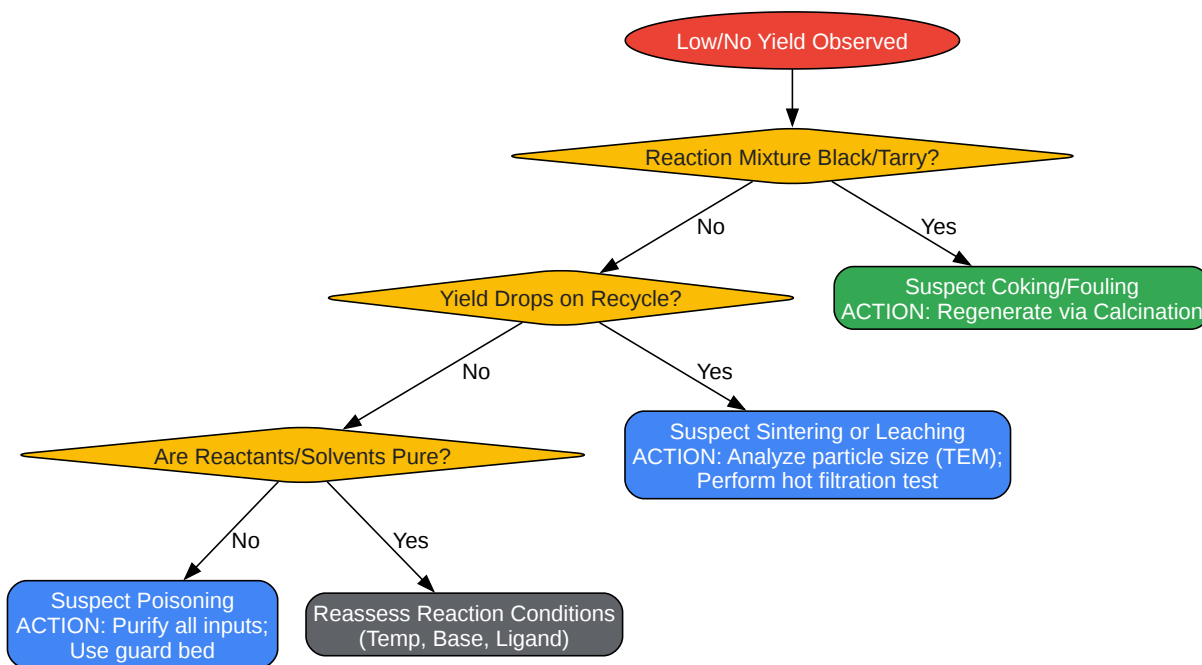 Low/No Yield Observed
Reaction Mixture Black/Tarry?
No
Yes
Yield Drops on Recycle?
Suspect Coking/Fouling
ACTION: Regenerate via Calcination
No
Yes
Are Reactants/Solvents Pure?
Suspect Sintering or Leaching
ACTION: Analyze particle size (TEM);
Perform hot filtration test
No
Yes
Suspect Poisoning
ACTION: Purify all inputs;
Use guard bed
Reassess Reaction Conditions
(Temp, Base, Ligand)